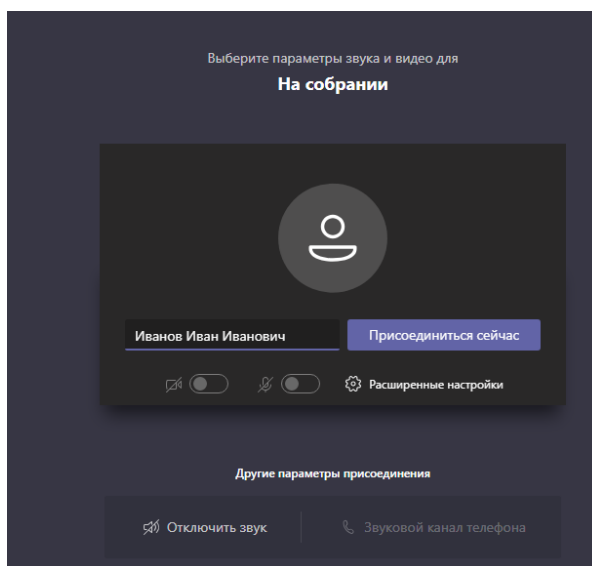 Выберите параметры звука и видео для
На собрании
Иванов Иван Иванович
Присоединиться сейчас
Расширенные настройки
Другие параметры присоединения
Отключить звук
Звуковой канал телефона